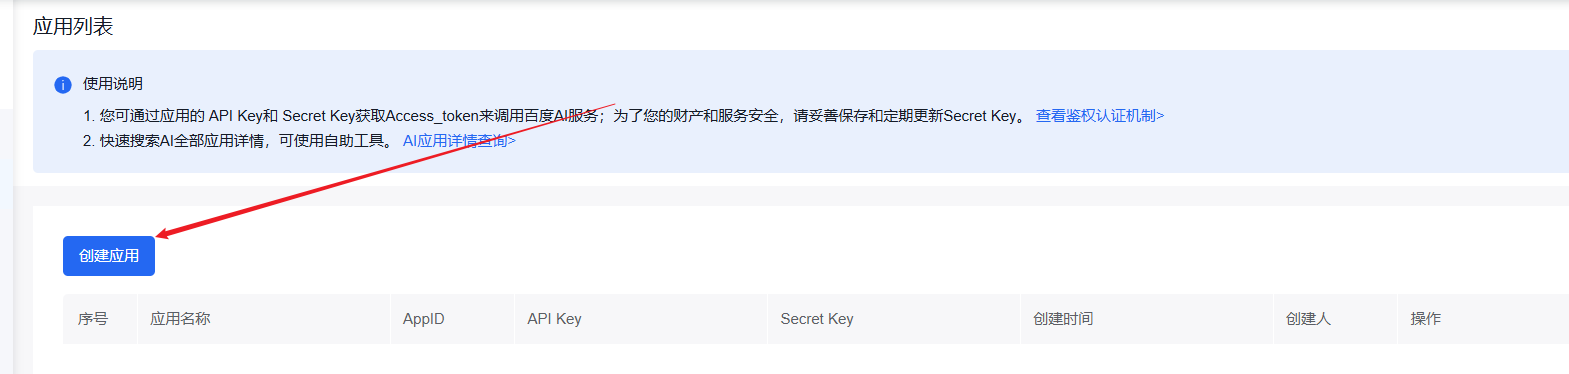 应用列表
使用说明
1. 您可通过应用的 API Key和 Secret Key获取Access_token来调用百度AI服务；为了您的财产和服务安全，请妥善保存和定期更新Secret Key。 查看鉴权认证机制>
2. 快速搜索AI全部应用详情，可使用自助工具。 AI应用详情查询>
创建应用
序号 应用名称 AppID API Key Secret Key 创建时间 创建人 操作